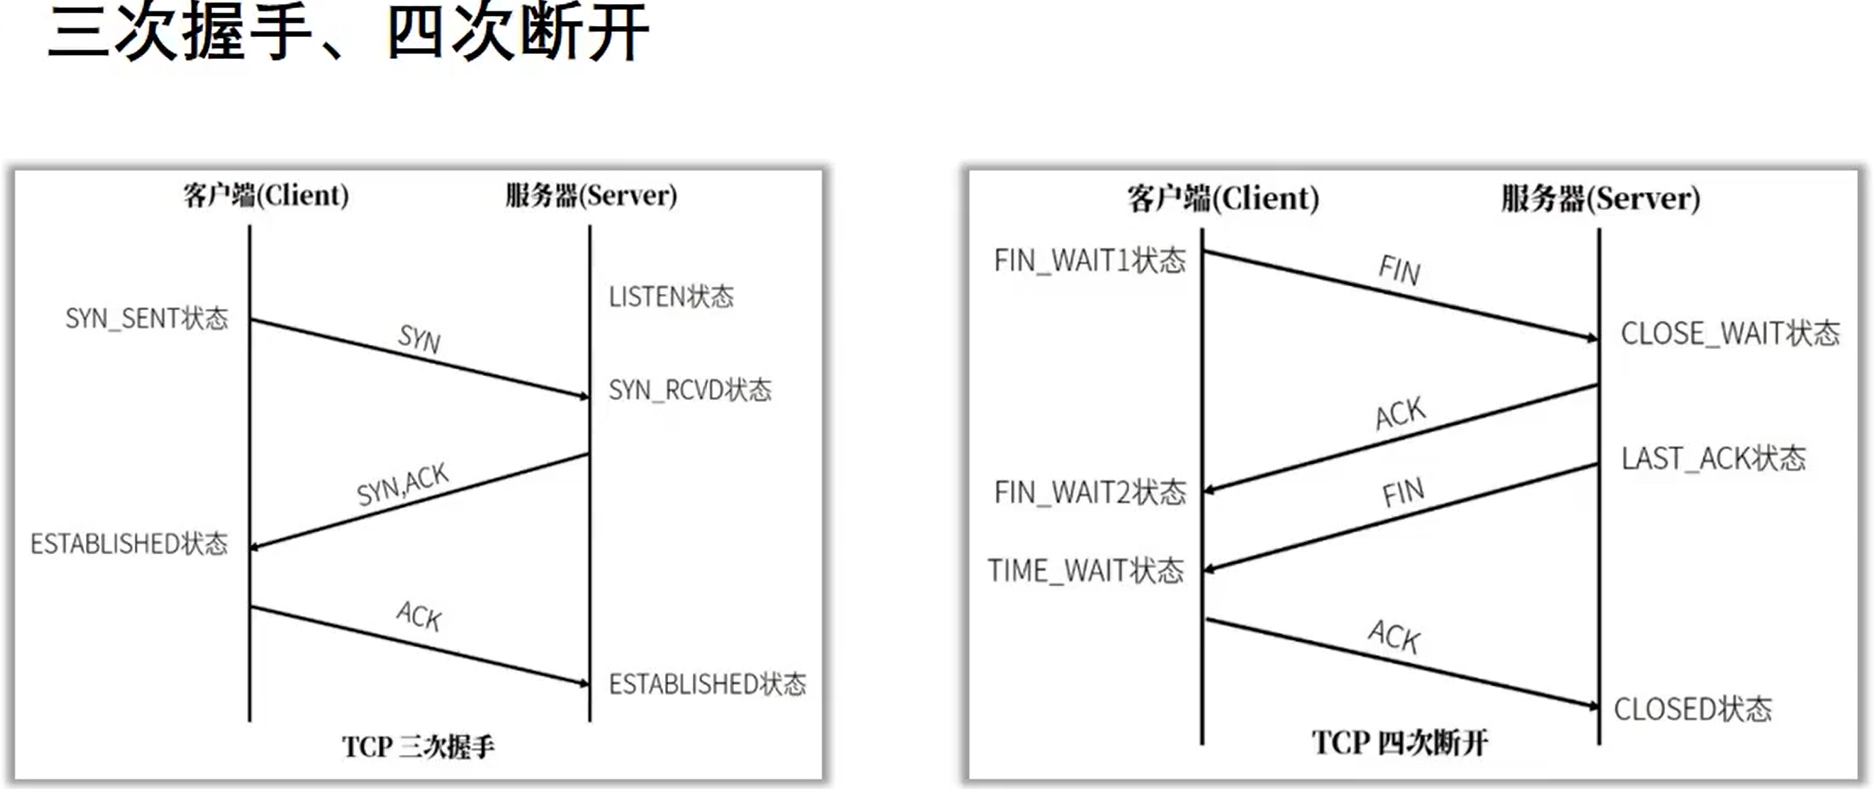 三次握手、四次断开
客户端(Client)
服务器(Server)
LISTEN状态
SYN_SENT状态
SYN
SYN_RCVD状态
SYN,ACK
ESTABLISHED状态
ACK
ESTABLISHED状态
TCP 三次握手
客户端(Client)
服务器(Server)
FIN_WAIT1状态
FIN
CLOSE_WAIT状态
ACK
LAST_ACK状态
FIN_WAIT2状态
FIN
TIME_WAIT状态
ACK
CLOSED状态
TCP 四次断开